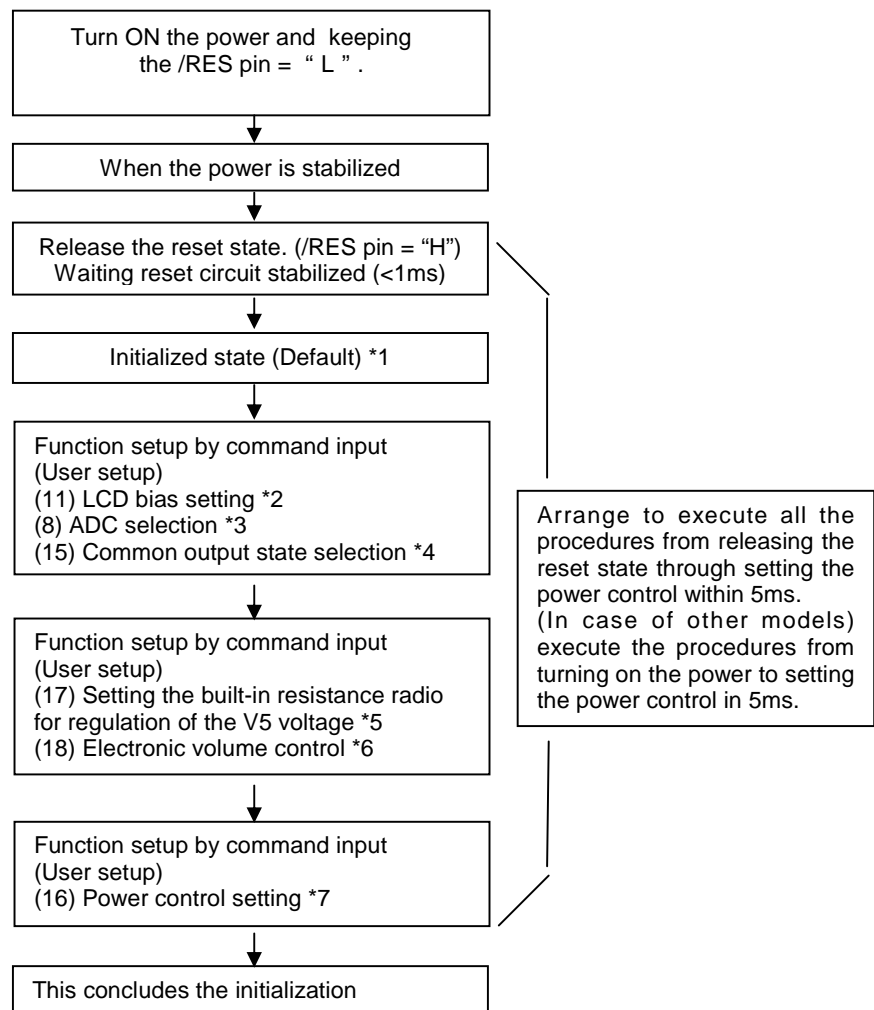 Turn ON the power and keeping
the /RES pin = “ L ” .
When the power is stabilized
Release the reset state. (/RES pin = “H”)
Waiting reset circuit stabilized (<1ms)
Initialized state (Default) *1
Function setup by command input
(User setup)
(11) LCD bias setting *2
(8) ADC selection *3
(15) Common output state selection *4
Function setup by command input
(User setup)
(17) Setting the built-in resistance radio
for regulation of the V5 voltage *5
(18) Electronic volume control *6
Function setup by command input
(User setup)
(16) Power control setting *7
This concludes the initialization
Arrange to execute all the
procedures from releasing the
reset state through setting the
power control within 5ms.
(In case of other models)
execute the procedures from
turning on the power to setting
the power control in 5ms.